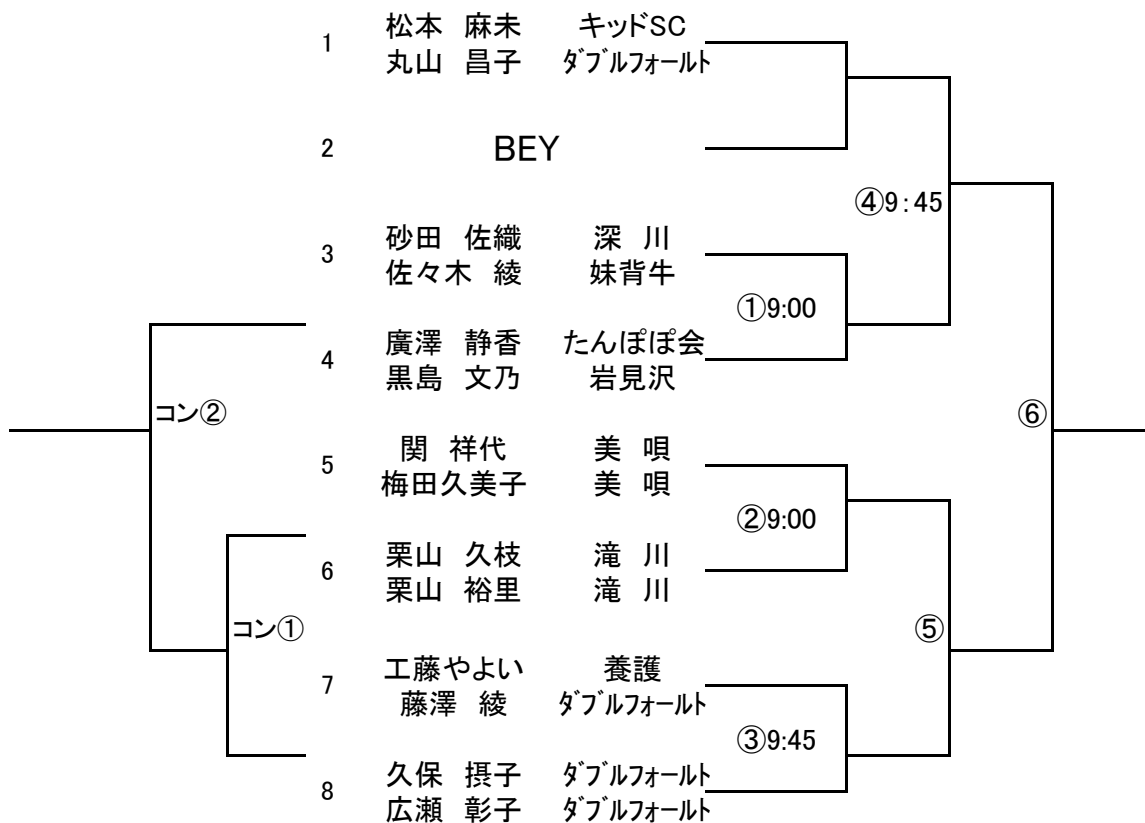 松本 麻未 キッドSC
1
丸山 昌子 ﾀﾞﾌﾞﾙﾌｫｰﾙﾄ
2 BEY
④9:45
砂田 佐織 深 川
3
佐々木 綾 妹背牛
①9:00
廣澤 静香 たんぽぽ会
4
黒島 文乃 岩見沢
コン②
⑥
関 祥代 美 唄
5
梅田久美子 美 唄
②9:00
栗山 久枝 滝 川
6
栗山 裕里 滝 川
コン①
⑤
工藤やよい 養護
7
藤澤 綾 ﾀﾞﾌﾞﾙﾌｫｰﾙﾄ
③9:45
久保 摂子 ﾀﾞﾌﾞﾙﾌｫｰﾙﾄ
8
広瀬 彰子 ﾀﾞﾌﾞﾙﾌｫｰﾙﾄ